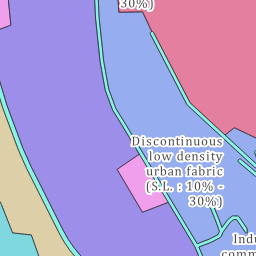 30%)
Discontinuous
low density
urban fabric
(S.L. : 10% -
30%)
Indu
comm